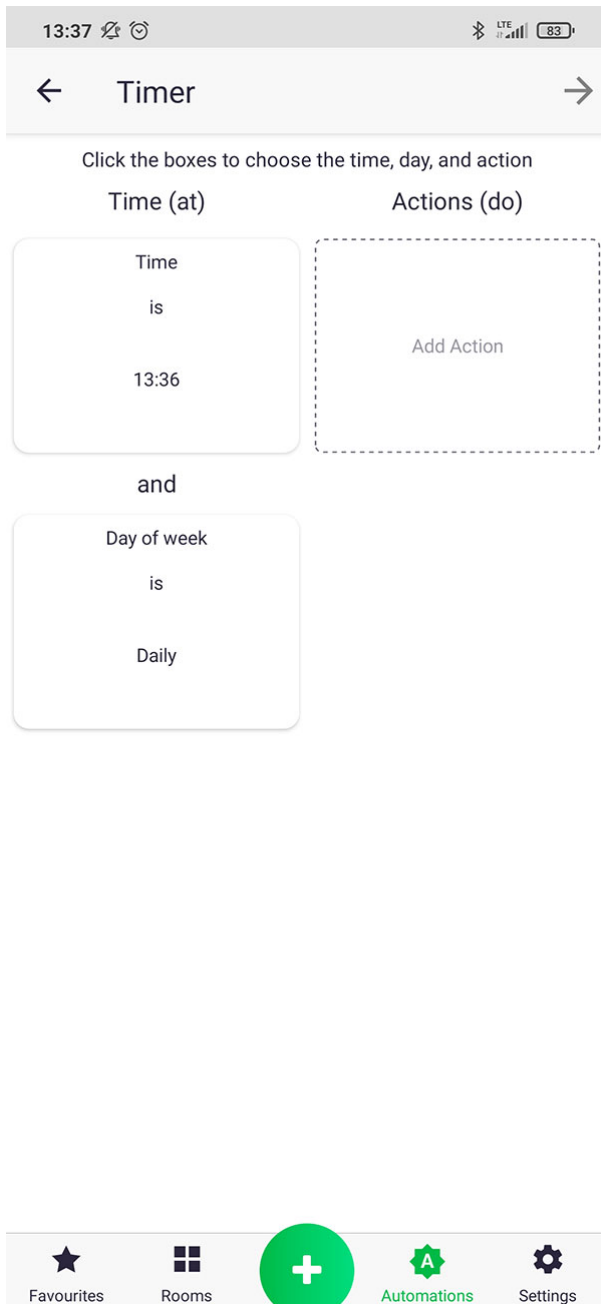 13:37
LTE
83
Timer
Click the boxes to choose the time, day, and action
Time (at)
Actions (do)
Time
is
13:36
Add Action
and
Day of week
is
Daily
A
Favourites
Rooms
Automations
Settings